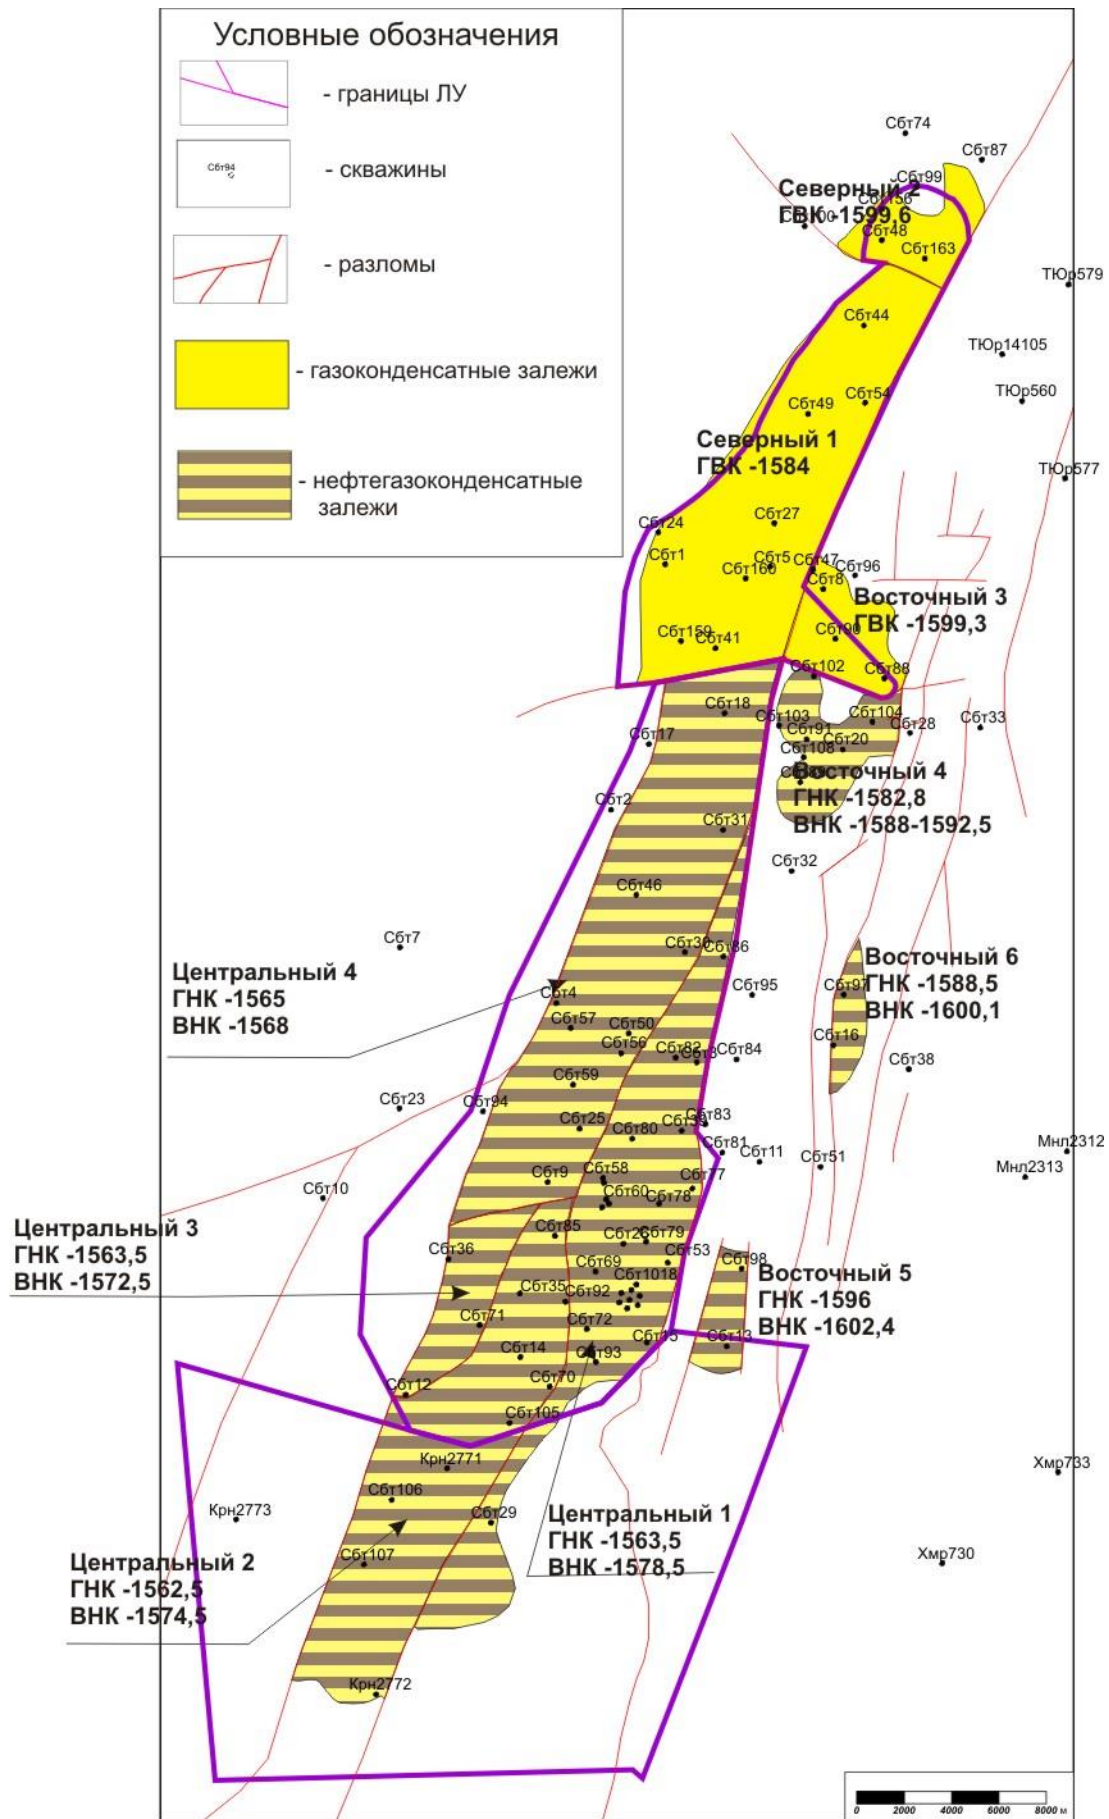 Условные обозначения
- границы ЛУ
Сбт94
- скважины
- разломы
- газоконденсатные залежи
- нефтегазоконденсатные
залежи
Сбт74
Сбт87
Сбт99
Северный 2
ГВК -1599,6
Сбт48
Сбт163
ТЮр579
Сбт44
ТЮр14105
ТЮр560
Сбт54
Сбт49
Северный 1
ГВК -1584
ТЮр577
Сбт24
Сбт27
Сбт1
Сбт5
Сбт160
Сбт47
Сбт96
Сбт8
Восточный 3
ГВК -1599,3
Сбт90
Сбт159
Сбт41
Сбт102
Сбт88
Сбт18
Сбт103
Сбт104
Сбт28
Сбт33
Сбт17
Сбт91
Сбт20
Сбт108
Восточный 4
ГНК -1582,8
ВНК -1588-1592,5
Сбт2
Сбт31
Сбт32
Сбт46
Сбт7
Сбт30
Сбт86
Центральный 4
ГНК -1565
ВНК -1568
Восточный 6
ГНК -1588,5
ВНК -1600,1
Сбт4
Сбт95
Сбт97
Сбт57
Сбт50
Сбт16
Сбт56
Сбт82
Сбт3
Сбт84
Сбт38
Сбт59
Сбт23
Сбт94
Сбт25
Сбт80
Сбт83
Сбт81
Сбт11
Сбт51
Мнл2312
Мнл2313
Сбт10
Сбт9
Сбт58
Сбт60
Сбт78
Сбт77
Центральный 3
ГНК -1563,5
ВНК -1572,5
Сбт85
Сбт79
Сбт36
Сбт53
Сбт69
Сбт98
Восточный 5
ГНК -1596
ВНК -1602,4
Сбт35
Сбт92
Сбт1018
Сбт71
Сбт72
Сбт15
Сбт13
Сбт14
Сбт93
Сбт12
Сбт70
Сбт105
Крн2771
Хмр733
Сбт106
Крн2773
Сбт29
Центральный 1
ГНК -1563,5
ВНК -1578,5
Хмр730
Сбт107
Центральный 2
ГНК -1562,5
ВНК -1574,5
Крн2772
0 2000 4000 6000 8000 м